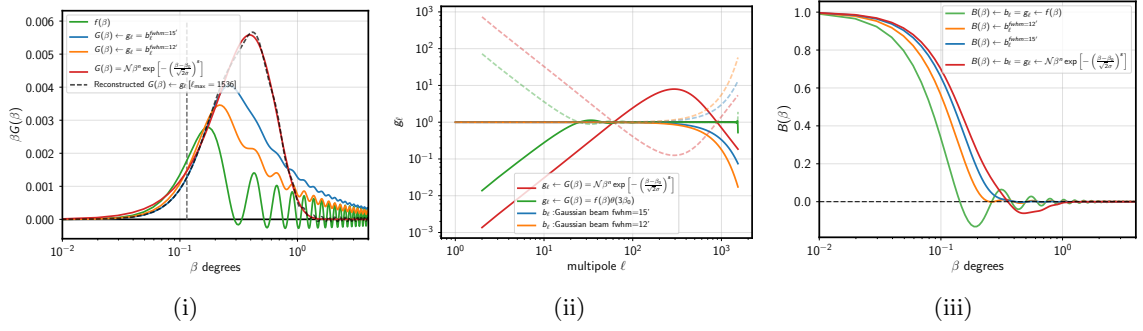 f(β)
G(β) ← g_ℓ = b_ℓ^{fwhm=15′}
G(β) ← g_ℓ = b_ℓ^{fwhm=12′}
G(β) = 𝒩β^n exp[−((β−β₀)/(√2σ))^α]
Reconstructed G(β) ← g_ℓ [ℓ_max = 1536]
βG(β)
0.006
0.005
0.004
0.003
0.002
0.001
0.000
10^{-2} 10^{-1} 10^0
β degrees
(i)
g_ℓ
10^3
10^2
10^1
10^0
10^{-1}
10^{-2}
10^{-3}
g_ℓ ← G(β) = 𝒩β^n exp[−((β−β₀)/(√2σ))^α]
g_ℓ ← G(β) = f(β)θ(3β₀)
b_ℓ :Gaussian beam fwhm=15′
b_ℓ :Gaussian beam fwhm=12′
10^0 10^1 10^2 10^3
multipole ℓ
(ii)
B(β) ← b_ℓ = g_ℓ ← f(β)
B(β) ← b_ℓ^{fwhm=12′}
B(β) ← b_ℓ^{fwhm=15′}
B(β) ← b_ℓ = g_ℓ ← 𝒩β^n exp[−((β−β₀)/(√2σ))^α]
B(β)
1.0
0.8
0.6
0.4
0.2
0.0
10^{-2} 10^{-1} 10^0
β degrees
(iii)